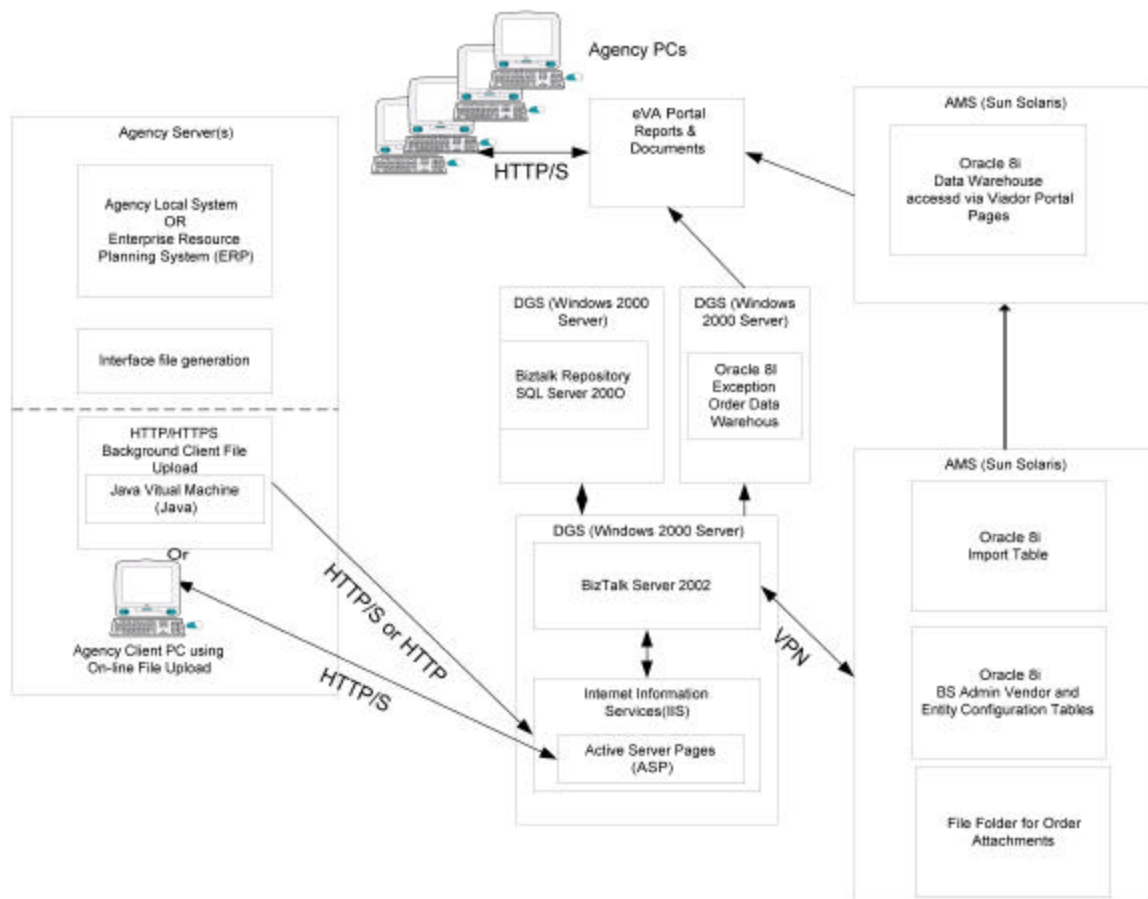 Agency PCs
eVA Portal
Reports &
Documents
HTTP/S
AMS (Sun Solaris)
Oracle 8i
Data Warehouse
accessd via Viador Portal
Pages
Agency Server(s)
Agency Local System
OR
Enterprise Resource
Planning System (ERP)
Interface file generation
HTTP/HTTPS
Background Client File
Upload
Java Vitual Machine
(Java)
Or
Agency Client PC using
On-line File Upload
HTTP/S or HTTP
HTTP/S
DGS (Windows 2000
Server)
Biztalk Repository
SQL Server 200O
DGS (Windows
2000 Server)
Oracle 8I
Exception
Order Data
Warehous
DGS (Windows 2000 Server)
BizTalk Server 2002
Internet Information
Services(IIS)
Active Server Pages
(ASP)
VPN
AMS (Sun Solaris)
Oracle 8i
Import Table
Oracle 8i
BS Admin Vendor and
Entity Configuration Tables
File Folder for Order
Attachments